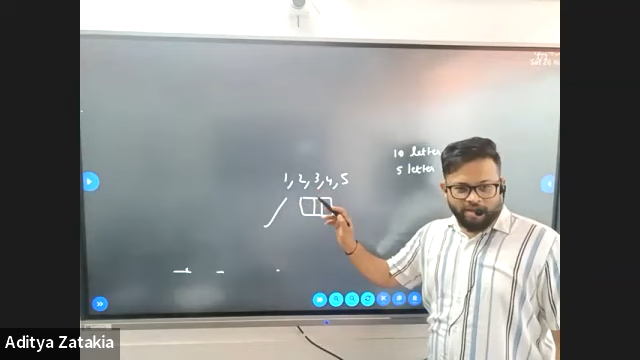 10 letter
1, 2, 3, 4, 5
5 letter
Aditya Zatakia